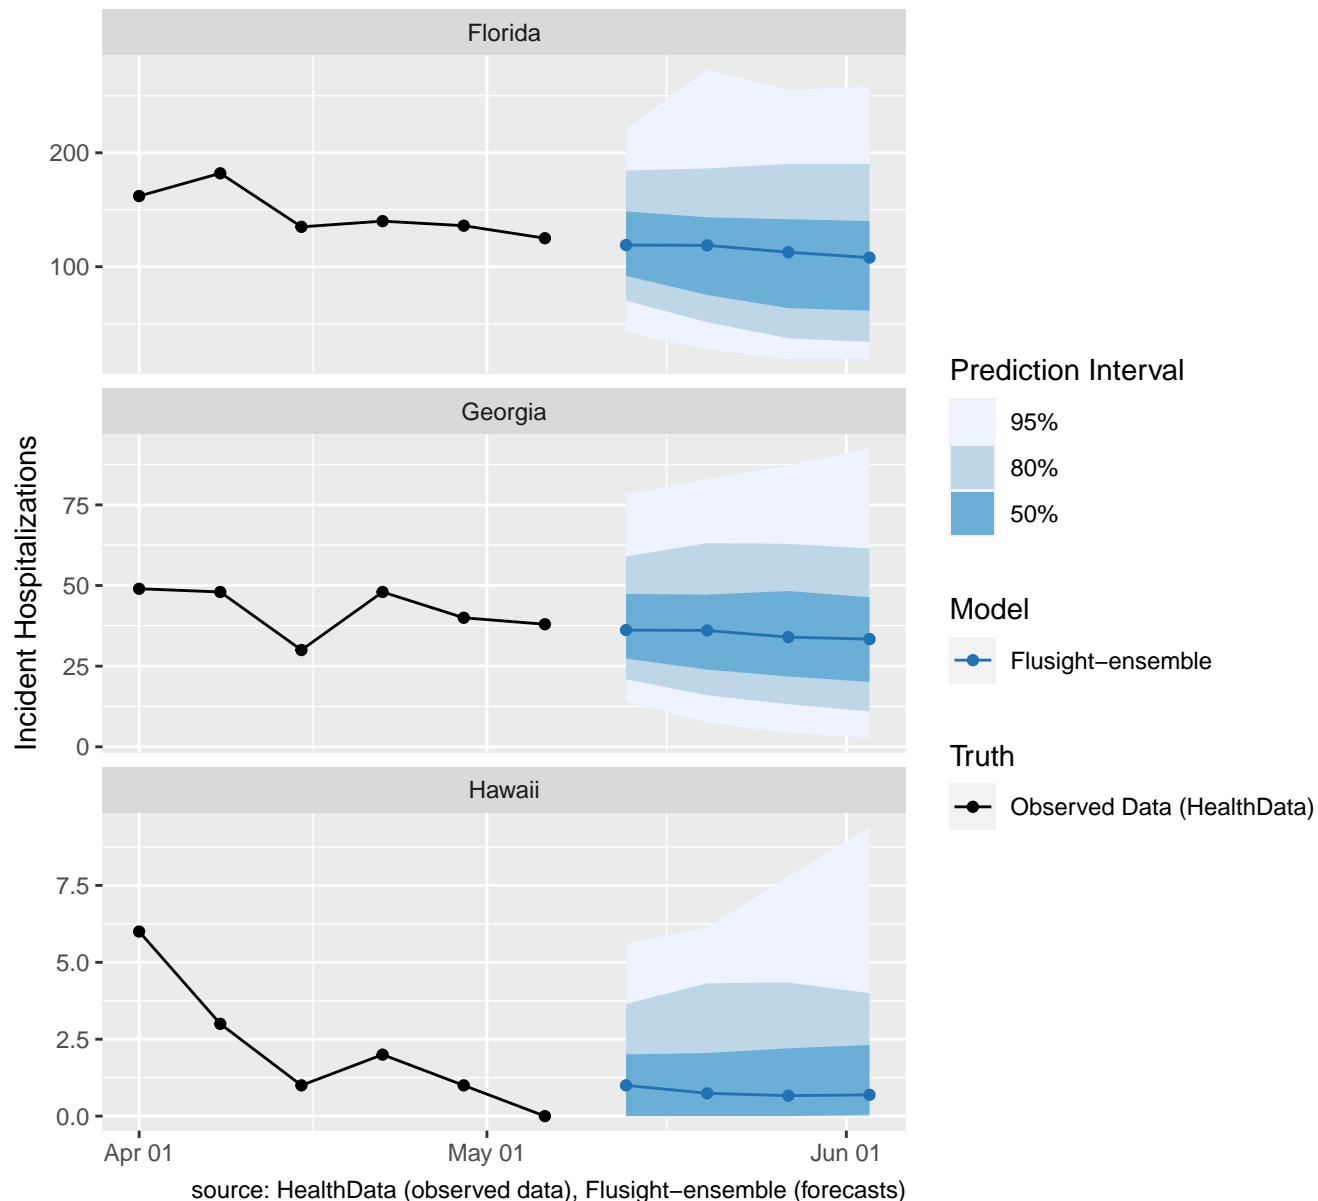 Florida
200
100
Georgia
Incident Hospitalizations
75
50
25
0
Hawaii
7.5
5.0
2.5
0.0
Apr 01
May 01
Jun 01
source: HealthData (observed data), Flusight−ensemble (forecasts)
Prediction Interval
95%
80%
50%
Model
Flusight−ensemble
Truth
Observed Data (HealthData)